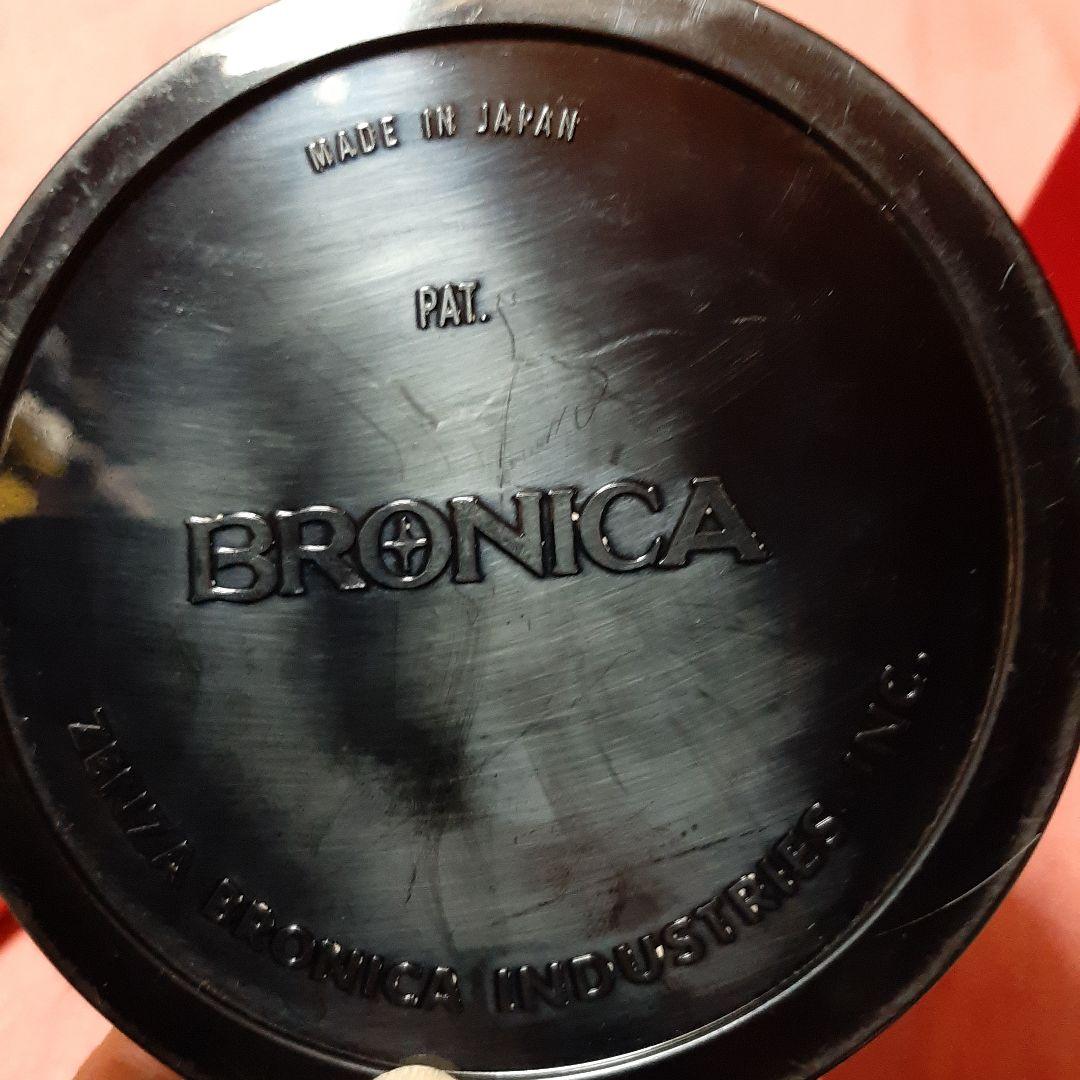 MADE IN JAPAN
PAT.
BRONICA
ZENZA BRONICA INDUSTRIES INC.